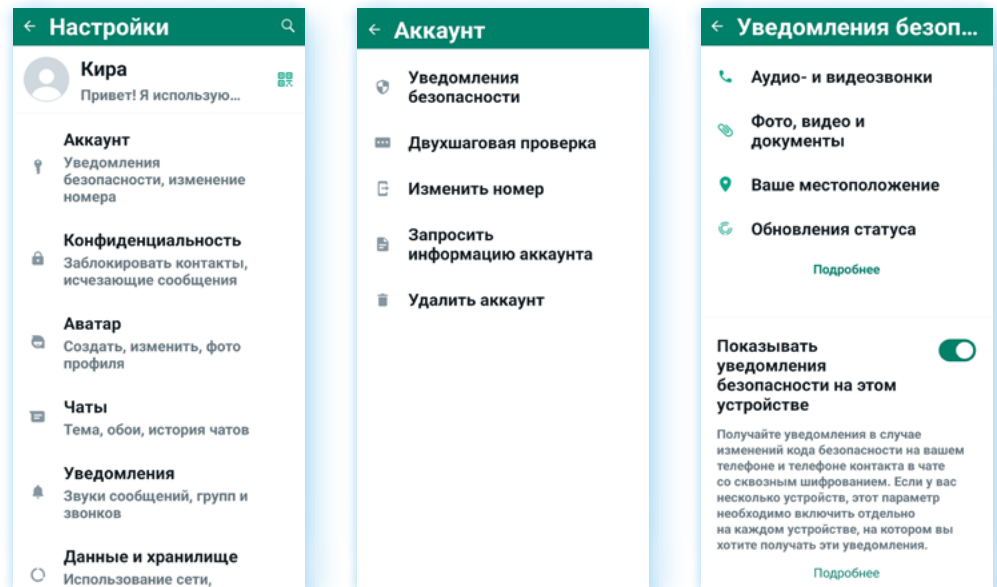 Настройки
Кира
Привет! Я использую...
Аккаунт
Уведомления
безопасности, изменение
номера
Конфиденциальность
Заблокировать контакты,
исчезающие сообщения
Аватар
Создать, изменить, фото
профиля
Чаты
Тема, обои, история чатов
Уведомления
Звуки сообщений, групп и
звонков
Данные и хранилище
Использование сети,
Аккаунт
Уведомления
безопасности
Двухшаговая проверка
Изменить номер
Запросить
информацию аккаунта
Удалить аккаунт
Уведомления безоп...
Аудио- и видеозвонки
Фото, видео и
документы
Ваше местоположение
Обновления статуса
Подробнее
Показывать
уведомления
безопасности на этом
устройстве
Получайте уведомления в случае
изменений кода безопасности на вашем
телефоне и телефоне контакта в чате
со сквозным шифрованием. Если у вас
несколько устройств, этот параметр
необходимо включить отдельно
на каждом устройстве, на котором вы
хотите получать эти уведомления.
Подробнее